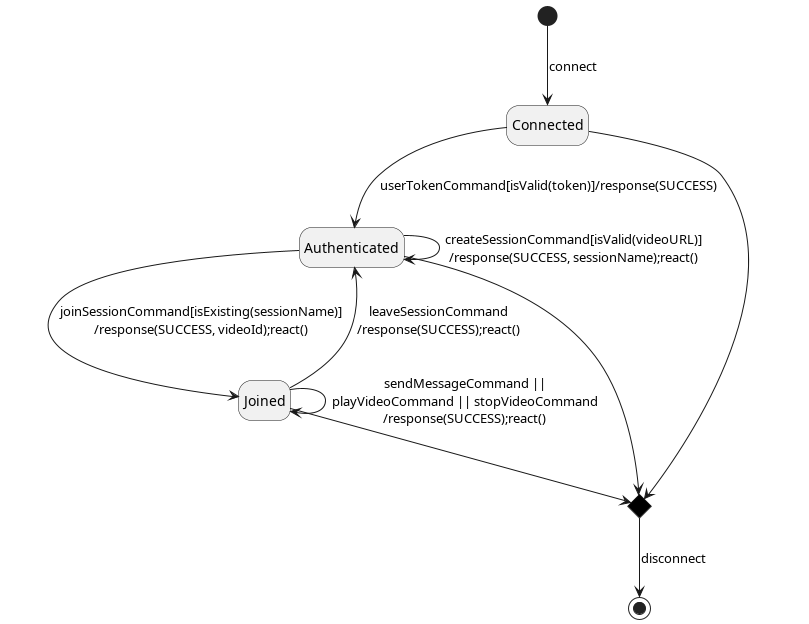 connect
Connected
userTokenCommand[isValid(token)]/response(SUCCESS)
Authenticated
createSessionCommand[isValid(videoURL)]
/response(SUCCESS, sessionName);react()
joinSessionCommand[isExisting(sessionName)]
/response(SUCCESS, videoId);react()
leaveSessionCommand
/response(SUCCESS);react()
Joined
sendMessageCommand ||
playVideoCommand || stopVideoCommand
/response(SUCCESS);react()
disconnect